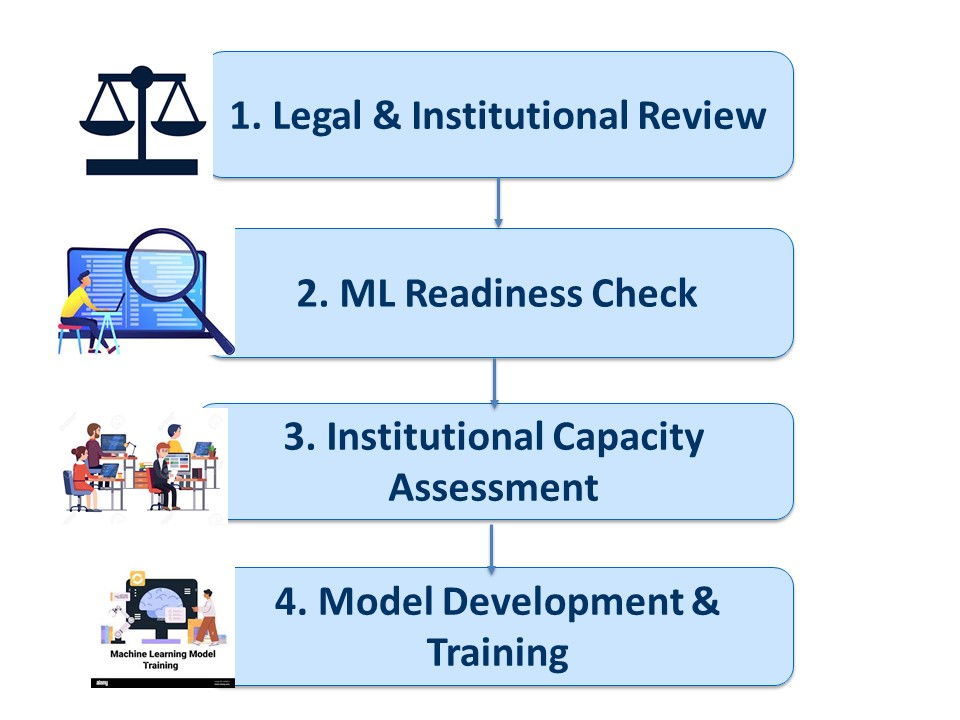 1. Legal & Institutional Review
2. ML Readiness Check
3. Institutional Capacity
Assessment
4. Model Development &
Training
Machine Learning Model
Training
alamy